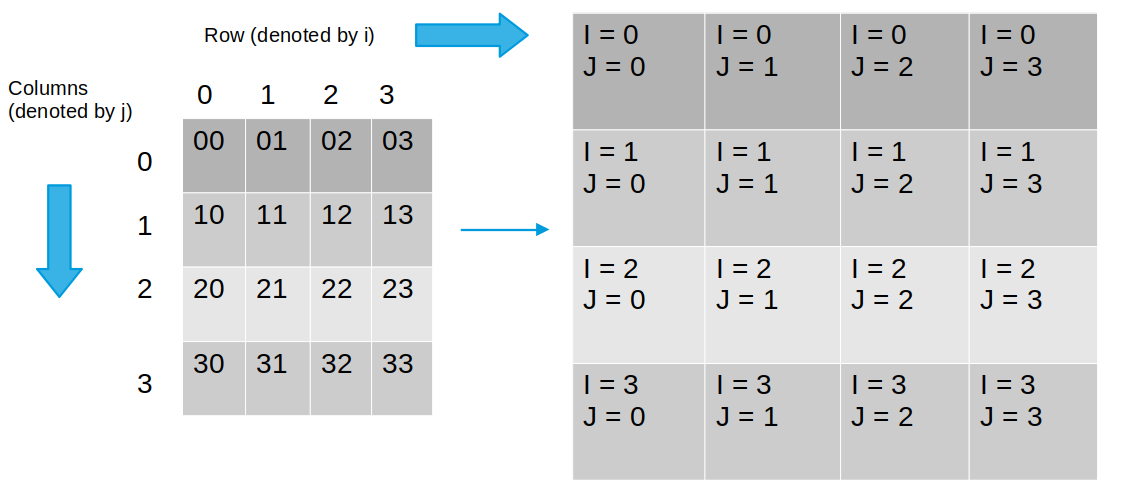 Row (denoted by i)
Columns
(denoted by j)
0 1 2 3
0
00 01 02 03
1
10 11 12 13
2
20 21 22 23
3
30 31 32 33
I = 0 I = 0 I = 0 I = 0
J = 0 J = 1 J = 2 J = 3
I = 1 I = 1 I = 1 I = 1
J = 0 J = 1 J = 2 J = 3
I = 2 I = 2 I = 2 I = 2
J = 0 J = 1 J = 2 J = 3
I = 3 I = 3 I = 3 I = 3
J = 0 J = 1 J = 2 J = 3